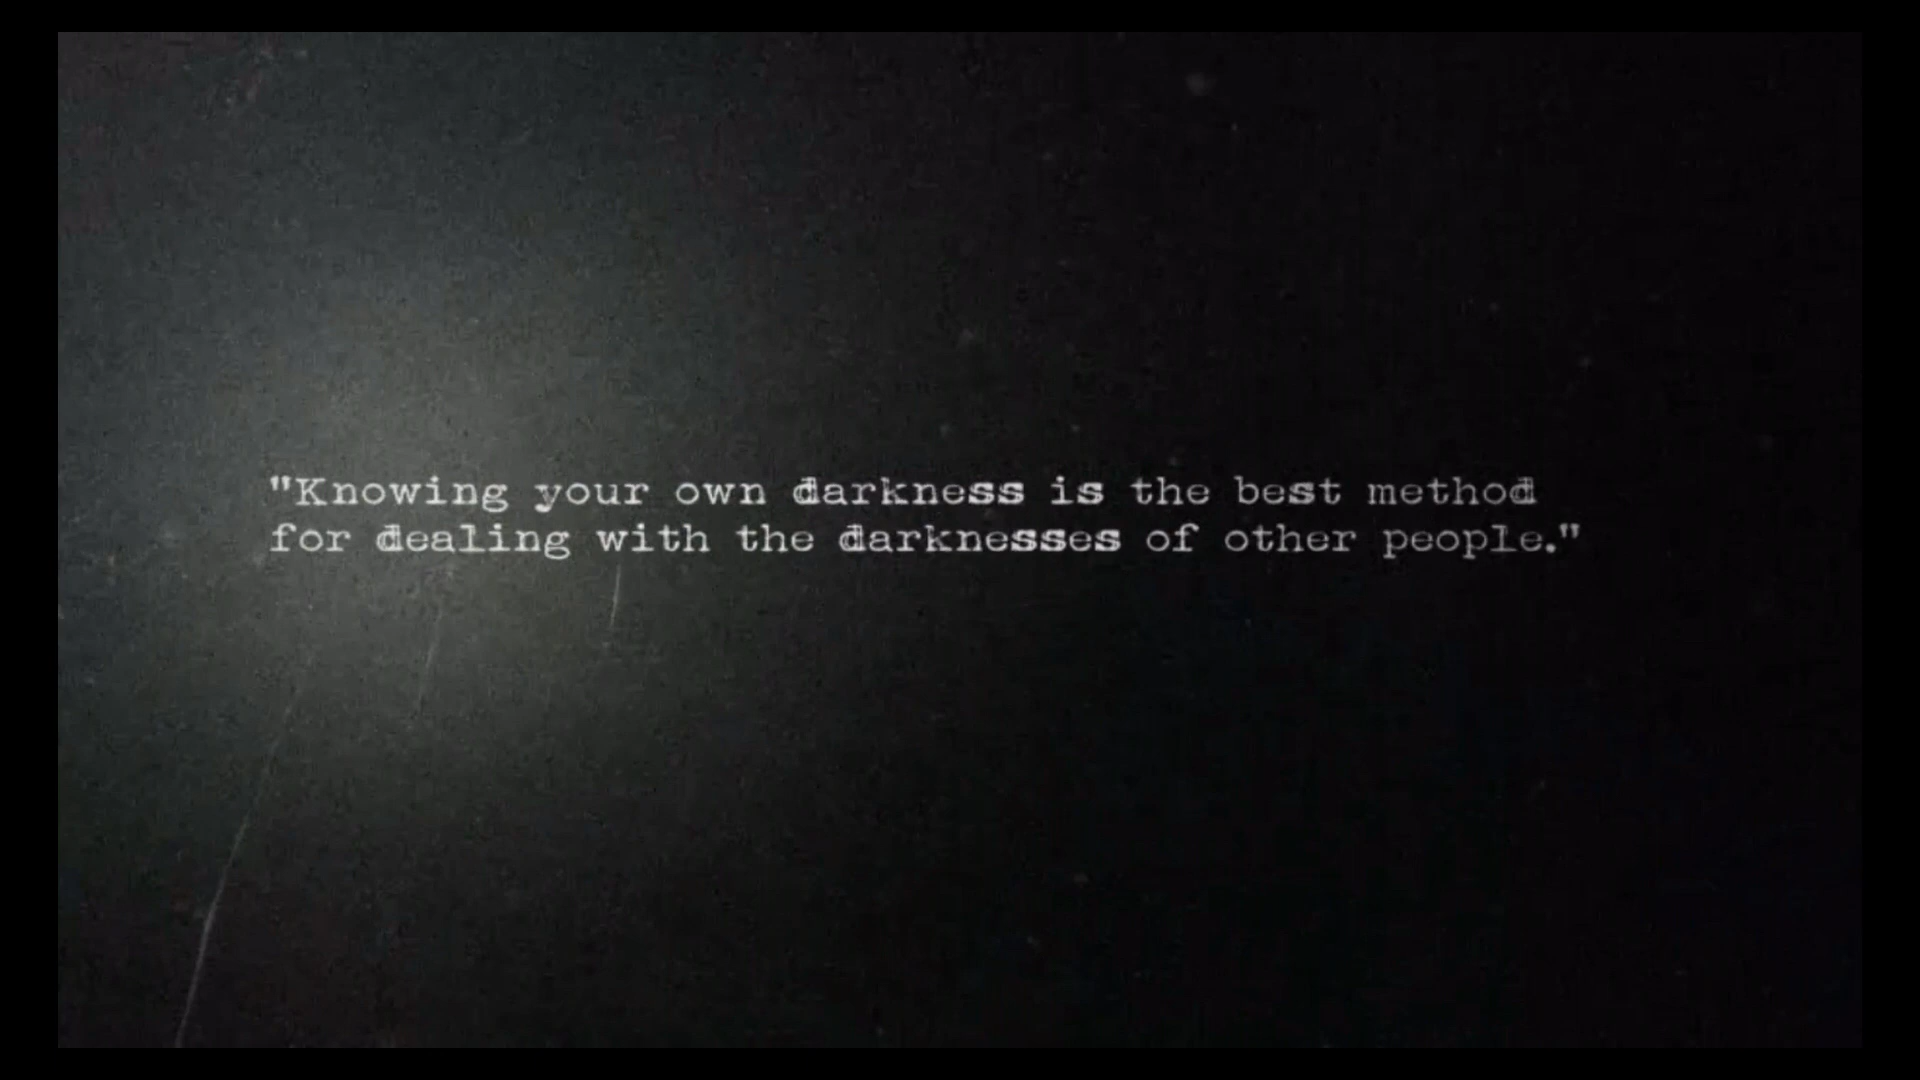 "Knowing your own darkness is the best method
for dealing with the darknesses of other people."